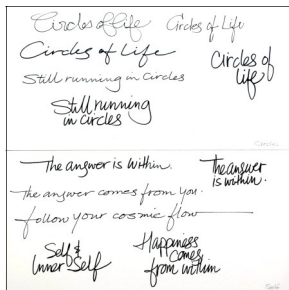 Circles of life
Circles of Life
Circles of Life
Circles of
life
Still running in Circles
Still running
in circles
The answer is within.
The answer
is within.
The answer comes from you.
follow your cosmic flow
Self &
Inner Self
Happiness
comes
from within